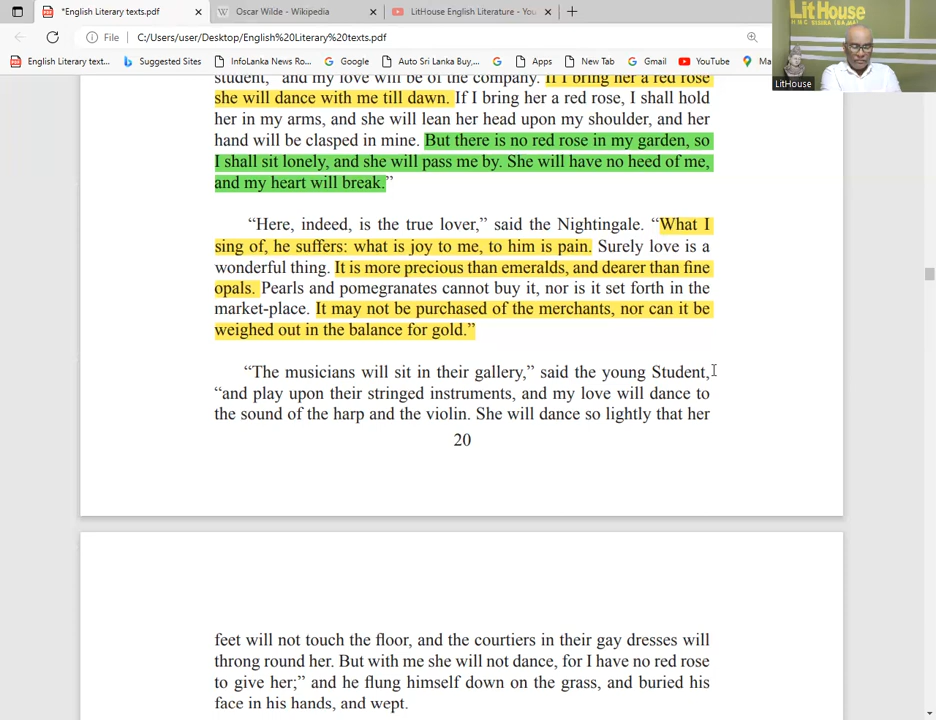 *English Literary texts.pdf
Oscar Wilde - Wikipedia
LitHouse English Literature - You
File
C:/Users/user/Desktop/English%20Literary%20texts.pdf
English Literary text...
Suggested Sites
InfoLanka News Ro...
Google
Auto Sri Lanka Buy,...
Apps
New Tab
Gmail
YouTube
Ma
LitHouse
LitHouse
student, “and my love will be of the company. If I bring her a red rose
she will dance with me till dawn. If I bring her a red rose, I shall hold
her in my arms, and she will lean her head upon my shoulder, and her
hand will be clasped in mine. But there is no red rose in my garden, so
I shall sit lonely, and she will pass me by. She will have no heed of me,
and my heart will break.”
“Here, indeed, is the true lover,” said the Nightingale. “What I
sing of, he suffers: what is joy to me, to him is pain. Surely love is a
wonderful thing. It is more precious than emeralds, and dearer than fine
opals. Pearls and pomegranates cannot buy it, nor is it set forth in the
market-place. It may not be purchased of the merchants, nor can it be
weighed out in the balance for gold.”
“The musicians will sit in their gallery,” said the young Student,
“and play upon their stringed instruments, and my love will dance to
the sound of the harp and the violin. She will dance so lightly that her
20
feet will not touch the floor, and the courtiers in their gay dresses will
throng round her. But with me she will not dance, for I have no red rose
to give her;” and he flung himself down on the grass, and buried his
face in his hands, and wept.